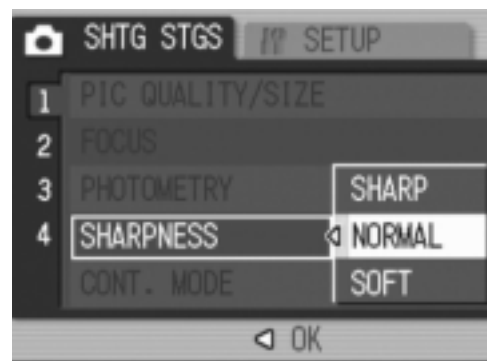 SHTG STGS SETUP
1 PIC QUALITY/SIZE
2 FOCUS
3 PHOTOMETRY SHARP
4 SHARPNESS NORMAL
CONT. MODE SOFT
OK